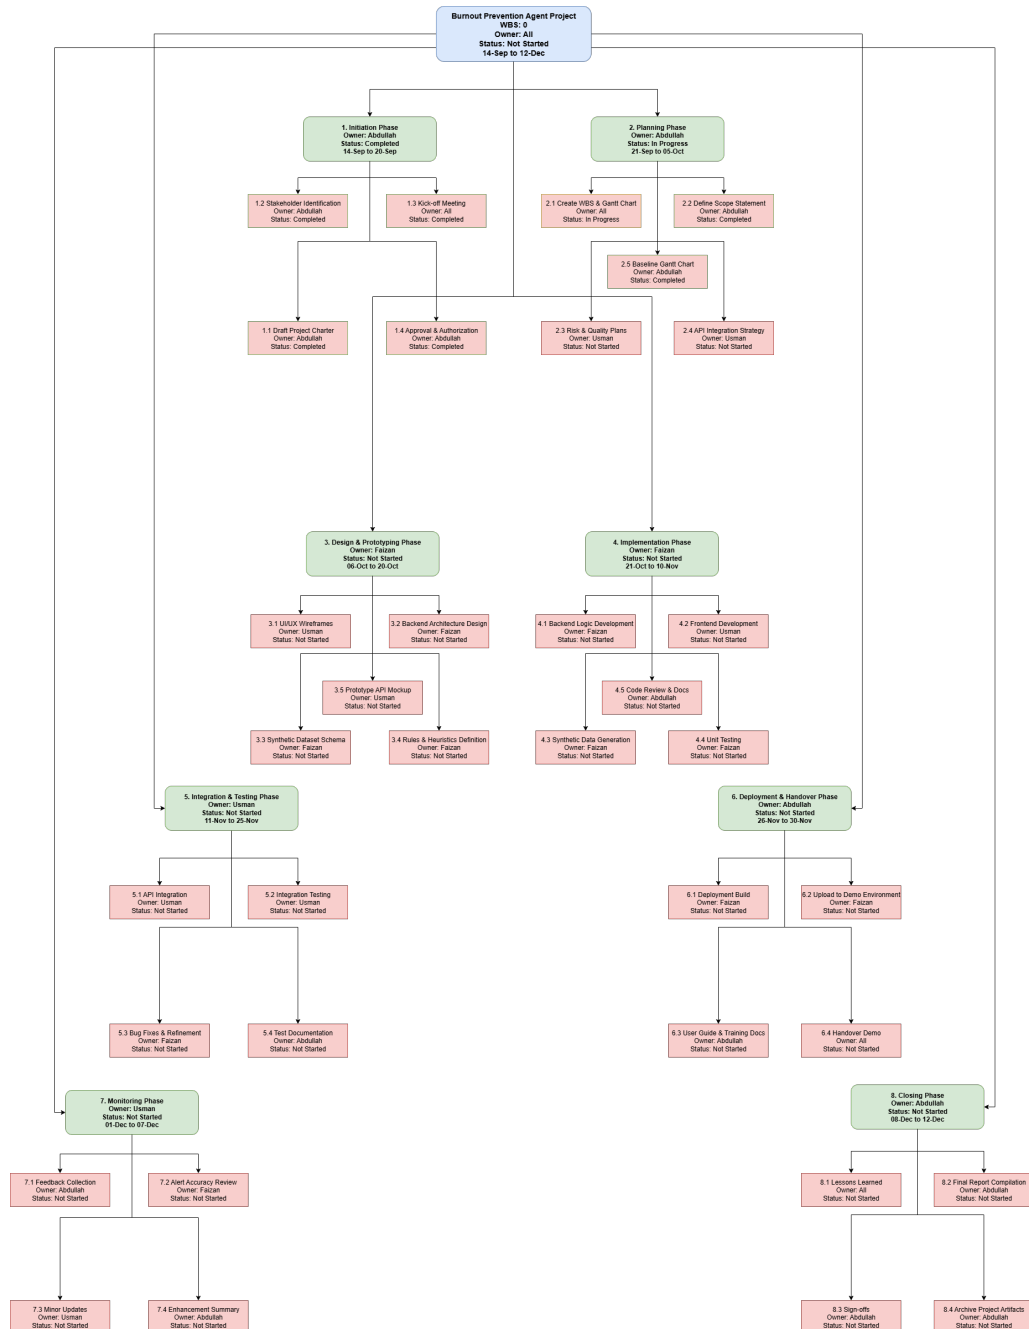 Burnout Prevention Agent Project
WBS: 0
Owner: All
Status: Not Started
14-Sep to 12-Dec
1. Initiation Phase
Owner: Abdullah
Status: Completed
14-Sep to 20-Sep
2. Planning Phase
Owner: Abdullah
Status: In Progress
21-Sep to 05-Oct
1.2 Stakeholder Identification
Owner: Abdullah
Status: Completed
1.3 Kick-off Meeting
Owner: All
Status: Completed
2.1 Create WBS & Gantt Chart
Owner: All
Status: In Progress
2.2 Define Scope Statement
Owner: Abdullah
Status: Completed
2.5 Baseline Gantt Chart
Owner: Abdullah
Status: Completed
1.1 Draft Project Charter
Owner: Abdullah
Status: Completed
1.4 Approval & Authorization
Owner: Abdullah
Status: Completed
2.3 Risk & Quality Plans
Owner: Usman
Status: Not Started
2.4 API Integration Strategy
Owner: Usman
Status: Not Started
3. Design & Prototyping Phase
Owner: Faizan
Status: Not Started
06-Oct to 20-Oct
4. Implementation Phase
Owner: Faizan
Status: Not Started
21-Oct to 10-Nov
3.1 UI/UX Wireframes
Owner: Usman
Status: Not Started
3.2 Backend Architecture Design
Owner: Faizan
Status: Not Started
4.1 Backend Logic Development
Owner: Faizan
Status: Not Started
4.2 Frontend Development
Owner: Usman
Status: Not Started
3.5 Prototype API Mockup
Owner: Usman
Status: Not Started
4.5 Code Review & Docs
Owner: Abdullah
Status: Not Started
3.3 Synthetic Dataset Schema
Owner: Faizan
Status: Not Started
3.4 Rules & Heuristics Definition
Owner: Faizan
Status: Not Started
4.3 Synthetic Data Generation
Owner: Faizan
Status: Not Started
4.4 Unit Testing
Owner: Faizan
Status: Not Started
5. Integration & Testing Phase
Owner: Usman
Status: Not Started
11-Nov to 25-Nov
6. Deployment & Handover Phase
Owner: Abdullah
Status: Not Started
26-Nov to 30-Nov
5.1 API Integration
Owner: Usman
Status: Not Started
5.2 Integration Testing
Owner: Usman
Status: Not Started
6.1 Deployment Build
Owner: Faizan
Status: Not Started
6.2 Upload to Demo Environment
Owner: Faizan
Status: Not Started
5.3 Bug Fixes & Refinement
Owner: Faizan
Status: Not Started
5.4 Test Documentation
Owner: Abdullah
Status: Not Started
6.3 User Guide & Training Docs
Owner: Abdullah
Status: Not Started
6.4 Handover Demo
Owner: All
Status: Not Started
7. Monitoring Phase
Owner: Usman
Status: Not Started
01-Dec to 07-Dec
8. Closing Phase
Owner: Abdullah
Status: Not Started
08-Dec to 12-Dec
7.1 Feedback Collection
Owner: Abdullah
Status: Not Started
7.2 Alert Accuracy Review
Owner: Faizan
Status: Not Started
8.1 Lessons Learned
Owner: All
Status: Not Started
8.2 Final Report Compilation
Owner: Abdullah
Status: Not Started
7.3 Minor Updates
Owner: Usman
Status: Not Started
7.4 Enhancement Summary
Owner: Abdullah
Status: Not Started
8.3 Sign-offs
Owner: Abdullah
Status: Not Started
8.4 Archive Project Artifacts
Owner: Abdullah
Status: Not Started